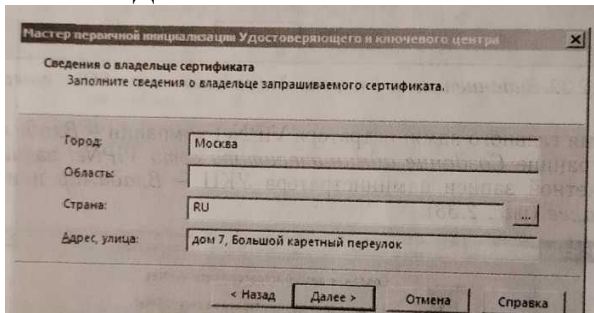 Мастер первичной инициализации Удостоверяющего и ключевого центра
Сведения о владельце сертификата
Заполните сведения о владельце запрашиваемого сертификата.
Город: Москва
Область:
Страна: RU ...
Адрес, улица: дом 7, Большой каретный переулок
< Назад Далее > Отмена Справка